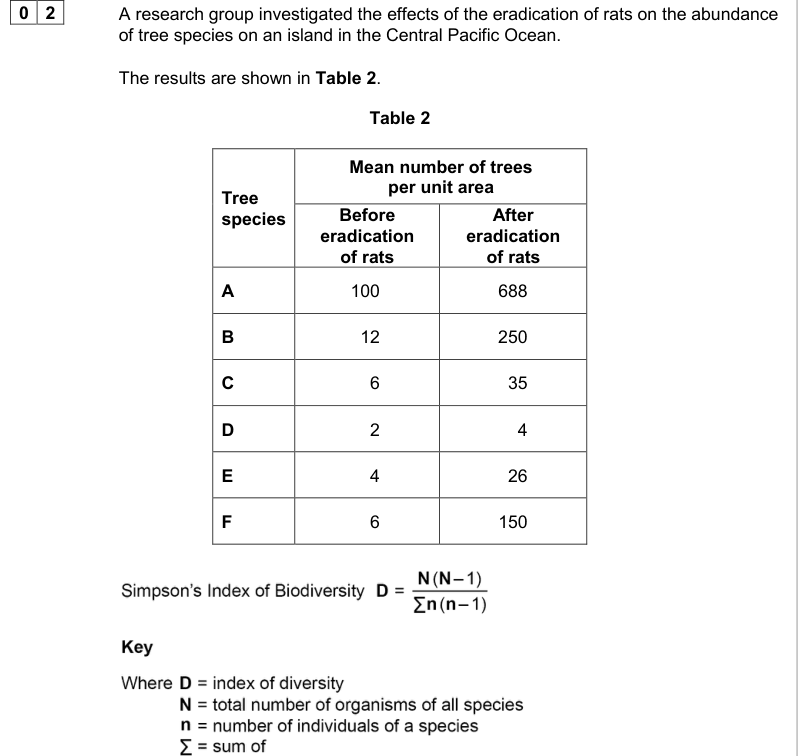 0 2
A research group investigated the effects of the eradication of rats on the abundance
of tree species on an island in the Central Pacific Ocean.
The results are shown in Table 2.
Table 2
Tree
species
Mean number of trees
per unit area
Before
eradication
of rats
After
eradication
of rats
A 100 688
B 12 250
C 6 35
D 2 4
E 4 26
F 6 150
Simpson's Index of Biodiversity D = N(N–1) / Σn(n–1)
Key
Where D = index of diversity
N = total number of organisms of all species
n = number of individuals of a species
Σ = sum of